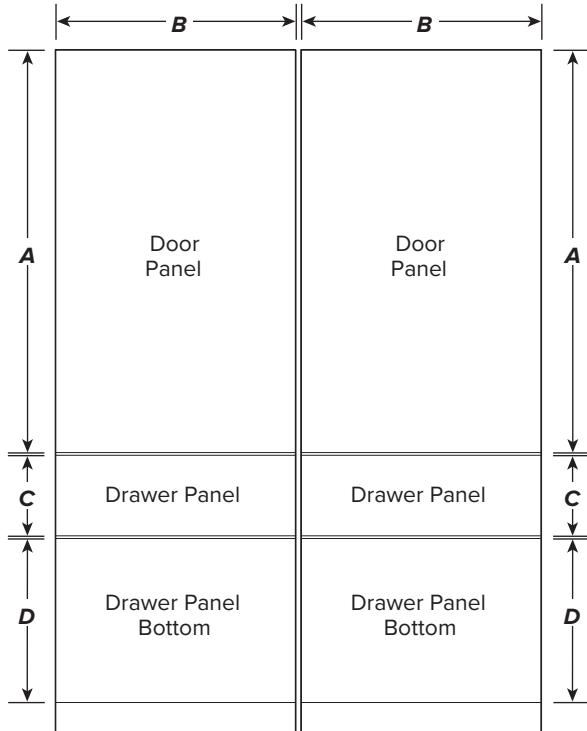 B B
Door Door
Panel Panel
A A
Drawer Panel Drawer Panel
C C
Drawer Panel Drawer Panel
Bottom Bottom
D D